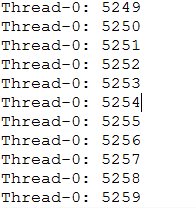 Thread-0: 5249
Thread-0: 5250
Thread-0: 5251
Thread-0: 5252
Thread-0: 5253
Thread-0: 5254
Thread-0: 5255
Thread-0: 5256
Thread-0: 5257
Thread-0: 5258
Thread-0: 5259